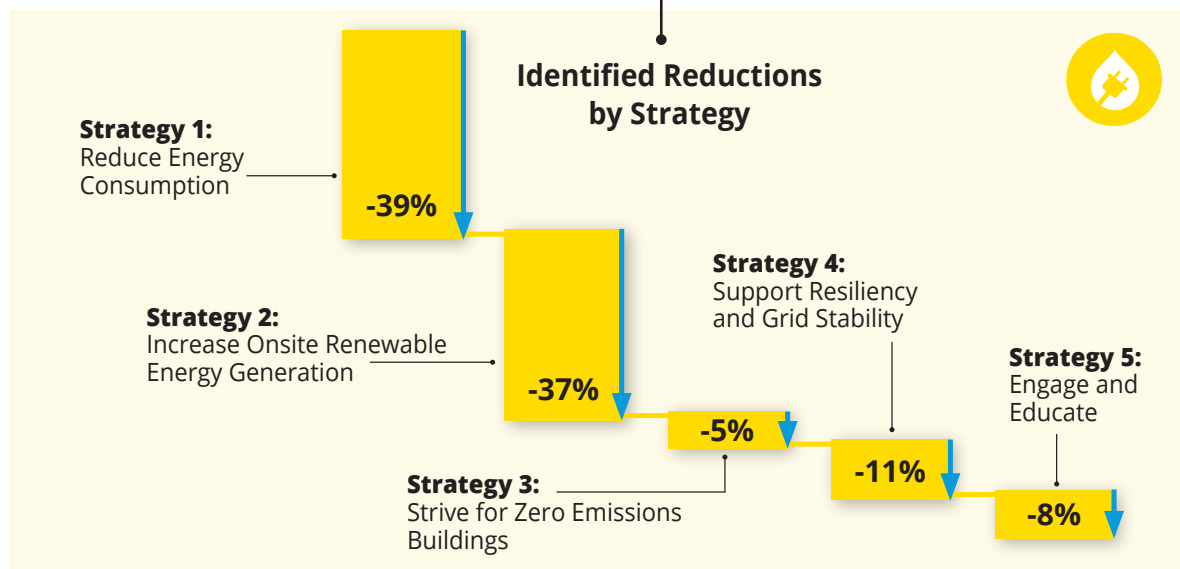 Identified Reductions
by Strategy
Strategy 1:
Reduce Energy
Consumption
-39%
Strategy 2:
Increase Onsite Renewable
Energy Generation
-37%
Strategy 3:
Strive for Zero Emissions
Buildings
-5%
Strategy 4:
Support Resiliency
and Grid Stability
-11%
Strategy 5:
Engage and
Educate
-8%